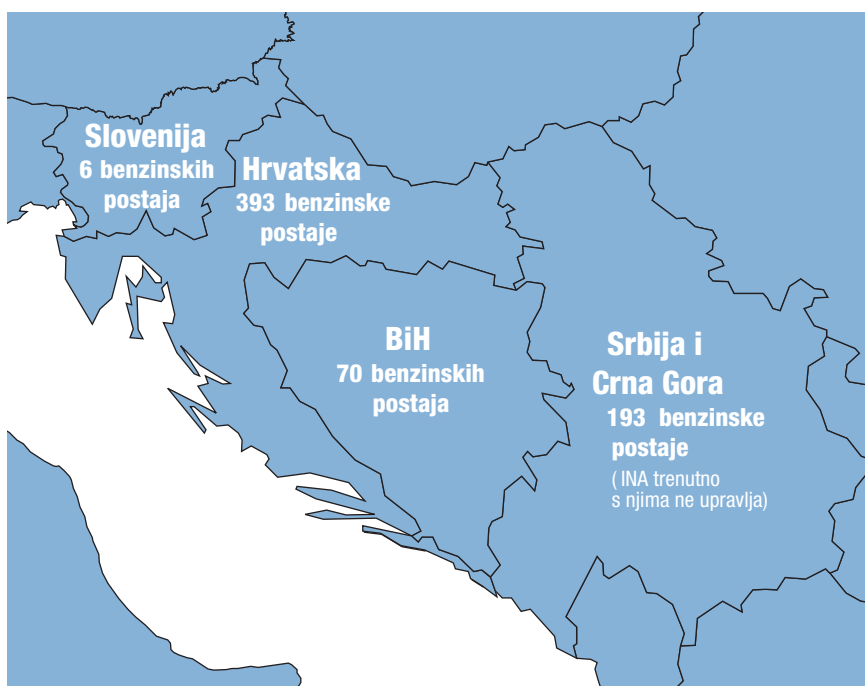 Slovenija
6 benzinskih
postaja
Hrvatska
393 benzinske
postaje
BiH
70 benzinskih
postaja
Srbija i
Crna Gora
193 benzinske
postaje
( INA trenutno
s njima ne upravlja)